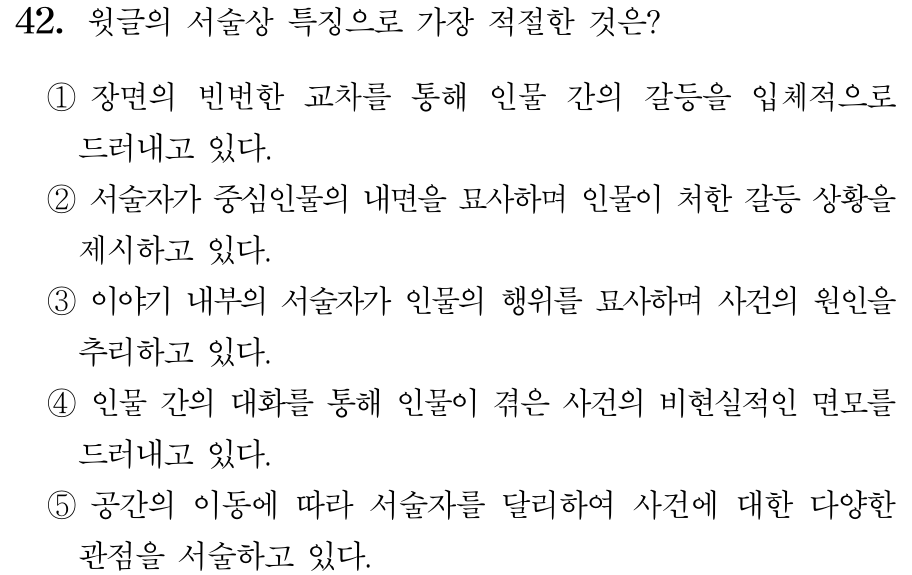 42. 윗글의 서술상 특징으로 가장 적절한 것은?
① 장면의 빈번한 교차를 통해 인물 간의 갈등을 입체적으로
드러내고 있다.
② 서술자가 중심인물의 내면을 묘사하며 인물이 처한 갈등 상황을
제시하고 있다.
③ 이야기 내부의 서술자가 인물의 행위를 묘사하며 사건의 원인을
추리하고 있다.
④ 인물 간의 대화를 통해 인물이 겪은 사건의 비현실적인 면모를
드러내고 있다.
⑤ 공간의 이동에 따라 서술자를 달리하여 사건에 대한 다양한
관점을 서술하고 있다.